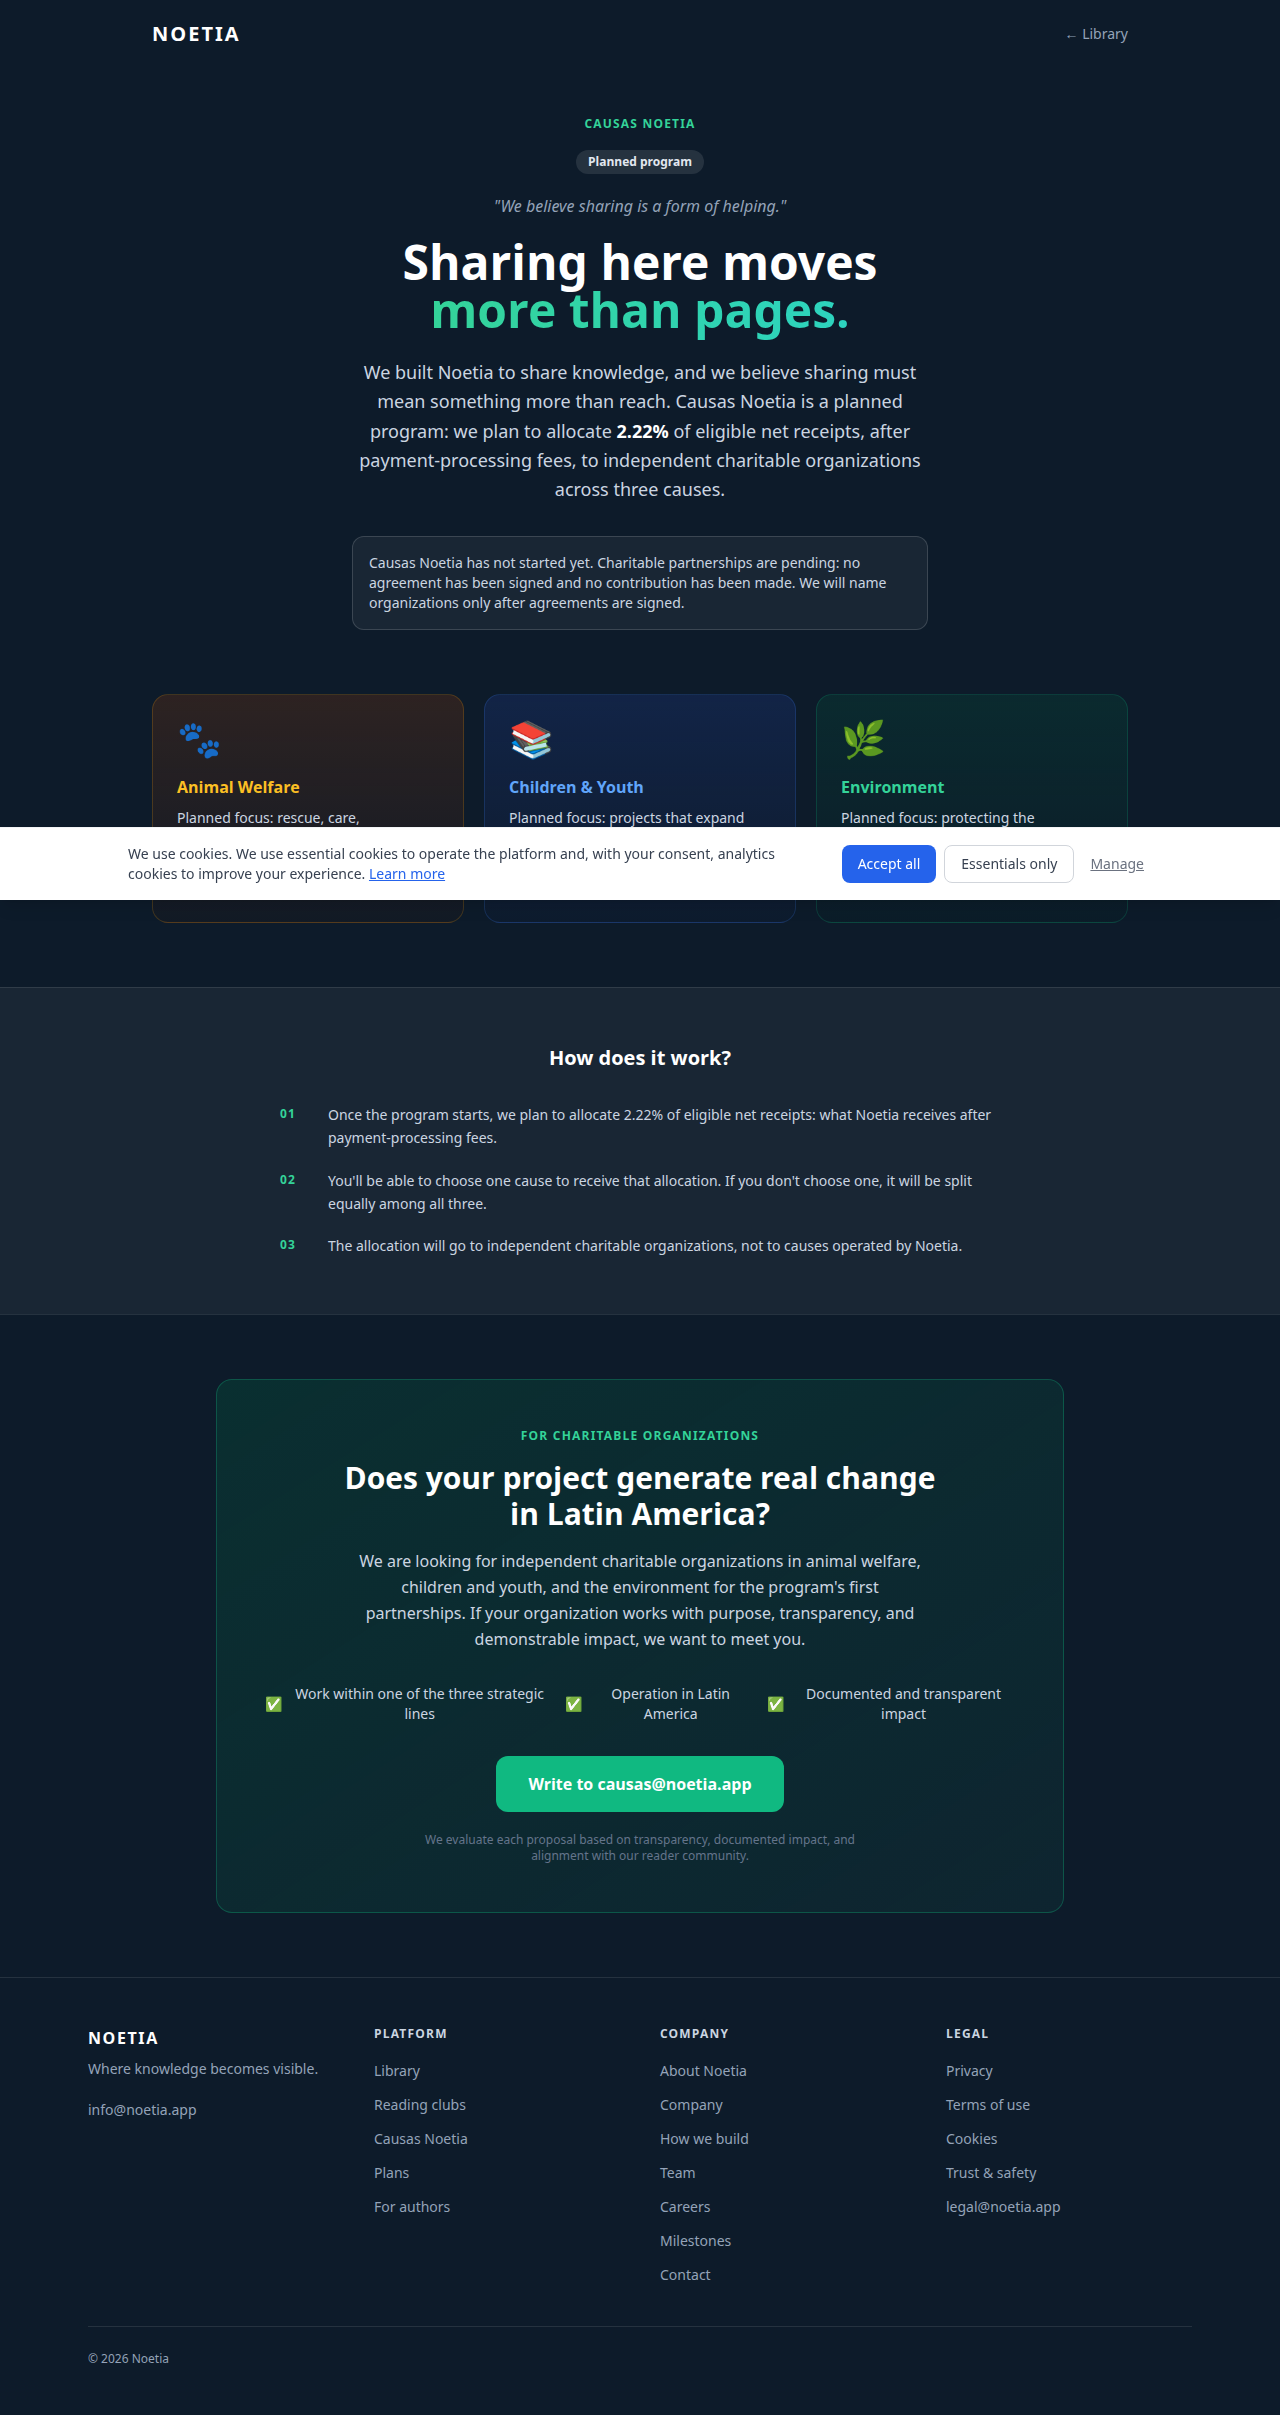 NOETIA
← Library
CAUSAS NOETIA
Planned program
"We believe sharing is a form of helping."
Sharing here moves
more than pages.
We built Noetia to share knowledge, and we believe sharing must
mean something more than reach. Causas Noetia is a planned
program: we plan to allocate 2.22% of eligible net receipts, after
payment-processing fees, to independent charitable organizations
across three causes.
Causas Noetia has not started yet. Charitable partnerships are pending: no
agreement has been signed and no contribution has been made. We will name
organizations only after agreements are signed.
Animal Welfare
Planned focus: rescue, care,
Children & Youth
Planned focus: projects that expand
Environment
Planned focus: protecting the
We use cookies. We use essential cookies to operate the platform and, with your consent, analytics
cookies to improve your experience. Learn more
Accept all
Essentials only
Manage
How does it work?
01
Once the program starts, we plan to allocate 2.22% of eligible net receipts: what Noetia receives after
payment-processing fees.
02
You'll be able to choose one cause to receive that allocation. If you don't choose one, it will be split
equally among all three.
03
The allocation will go to independent charitable organizations, not to causes operated by Noetia.
FOR CHARITABLE ORGANIZATIONS
Does your project generate real change
in Latin America?
We are looking for independent charitable organizations in animal welfare,
children and youth, and the environment for the program's first
partnerships. If your organization works with purpose, transparency, and
demonstrable impact, we want to meet you.
✅ Work within one of the three strategic
lines
✅ Operation in Latin
America
✅ Documented and transparent
impact
Write to causas@noetia.app
We evaluate each proposal based on transparency, documented impact, and
alignment with our reader community.
NOETIA
Where knowledge becomes visible.
info@noetia.app
PLATFORM
Library
Reading clubs
Causas Noetia
Plans
For authors
COMPANY
About Noetia
Company
How we build
Team
Careers
Milestones
Contact
LEGAL
Privacy
Terms of use
Cookies
Trust & safety
legal@noetia.app
© 2026 Noetia